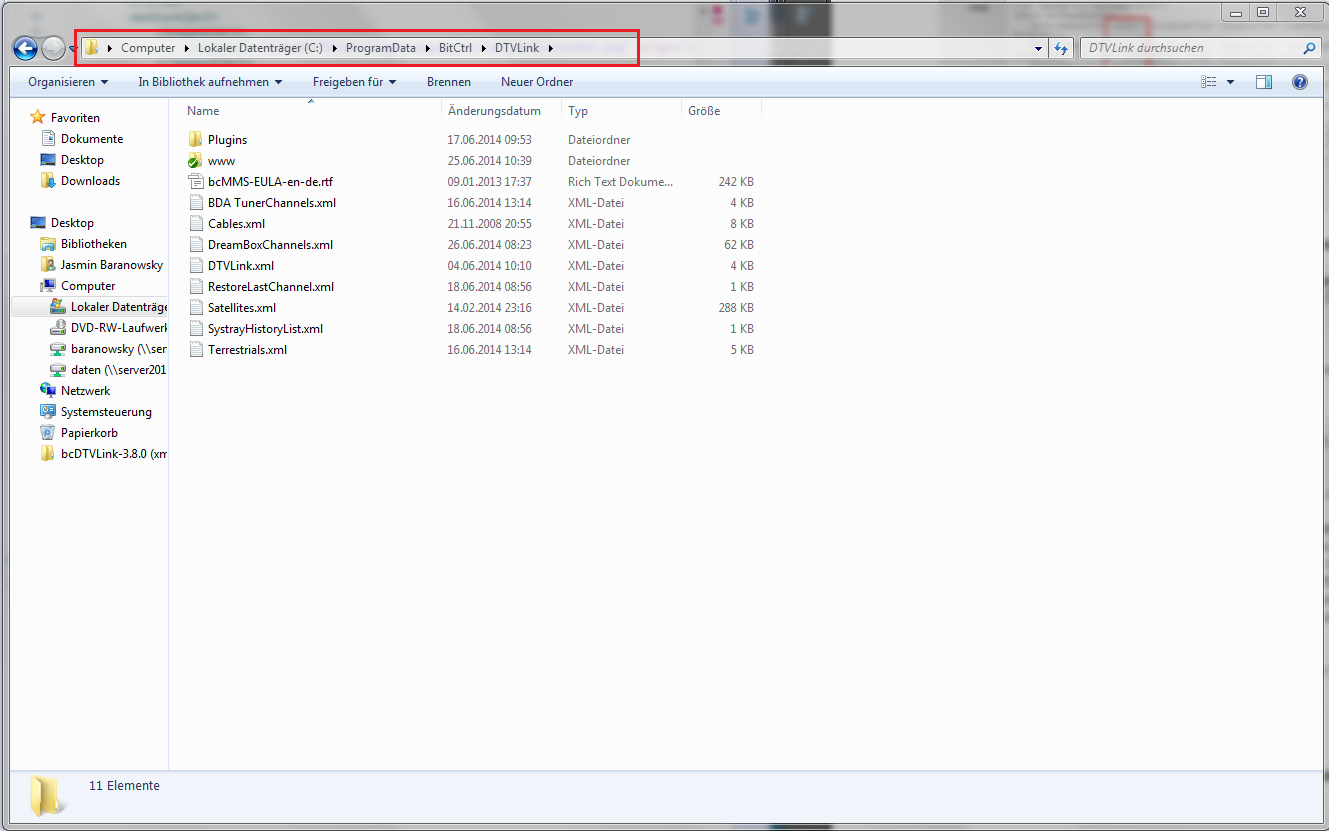 Computer Lokaler Datenträger (C:) ProgramData BitCtrl DTVLink
DTVLink durchsuchen
Organisieren In Bibliothek aufnehmen Freigeben für Brennen Neuer Ordner
Favoriten
Dokumente
Desktop
Downloads
Desktop
Bibliotheken
Jasmin Baranowsky
Computer
Lokaler Datenträge
DVD-RW-Laufwerk
baranowsky (\\ser
daten (\\server201
Netzwerk
Systemsteuerung
Papierkorb
bcDTVLink-3.8.0 (xm
Name Änderungsdatum Typ Größe
Plugins 17.06.2014 09:53 Dateiordner
www 25.06.2014 10:39 Dateiordner
bcMMS-EULA-en-de.rtf 09.01.2013 17:37 Rich Text Dokume... 242 KB
BDA TunerChannels.xml 16.06.2014 13:14 XML-Datei 4 KB
Cables.xml 21.11.2008 20:55 XML-Datei 8 KB
DreamBoxChannels.xml 26.06.2014 08:23 XML-Datei 62 KB
DTVLink.xml 04.06.2014 10:10 XML-Datei 4 KB
RestoreLastChannel.xml 18.06.2014 08:56 XML-Datei 1 KB
Satellites.xml 14.02.2014 23:16 XML-Datei 288 KB
SystrayHistoryList.xml 18.06.2014 08:56 XML-Datei 1 KB
Terrestrials.xml 16.06.2014 13:14 XML-Datei 5 KB
11 Elemente